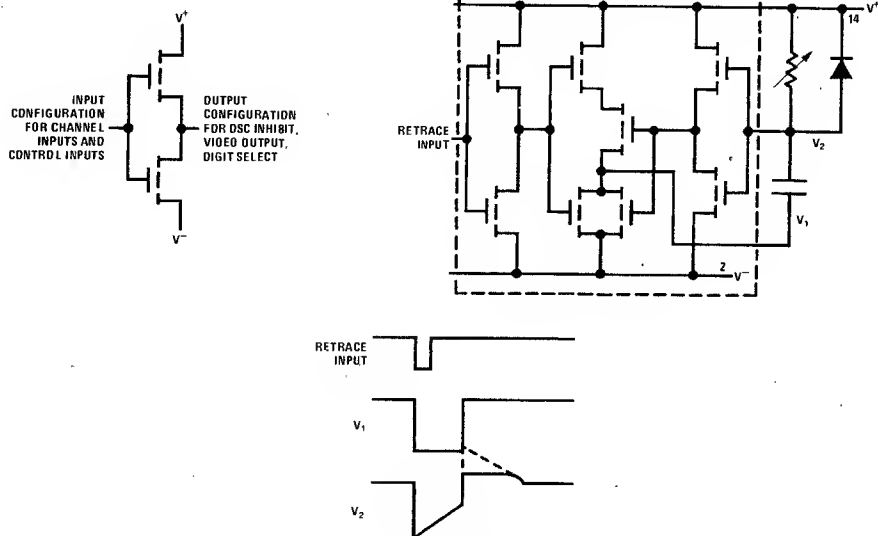 V+
INPUT
CONFIGURATION
FOR CHANNEL
INPUTS AND
CONTROL INPUTS
OUTPUT
CONFIGURATION
FOR DSC INHIBIT,
VIDEO OUTPUT,
DIGIT SELECT
V−
V+
14
RETRACE
INPUT
V2
V1
2
V−
RETRACE
INPUT
V1
V2